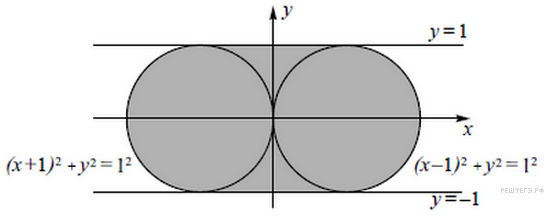 y
y = 1
x
(x+1)² + y² = 1²
(x–1)² + y² = 1²
y = –1
РЕШУЕГЭ.РФ